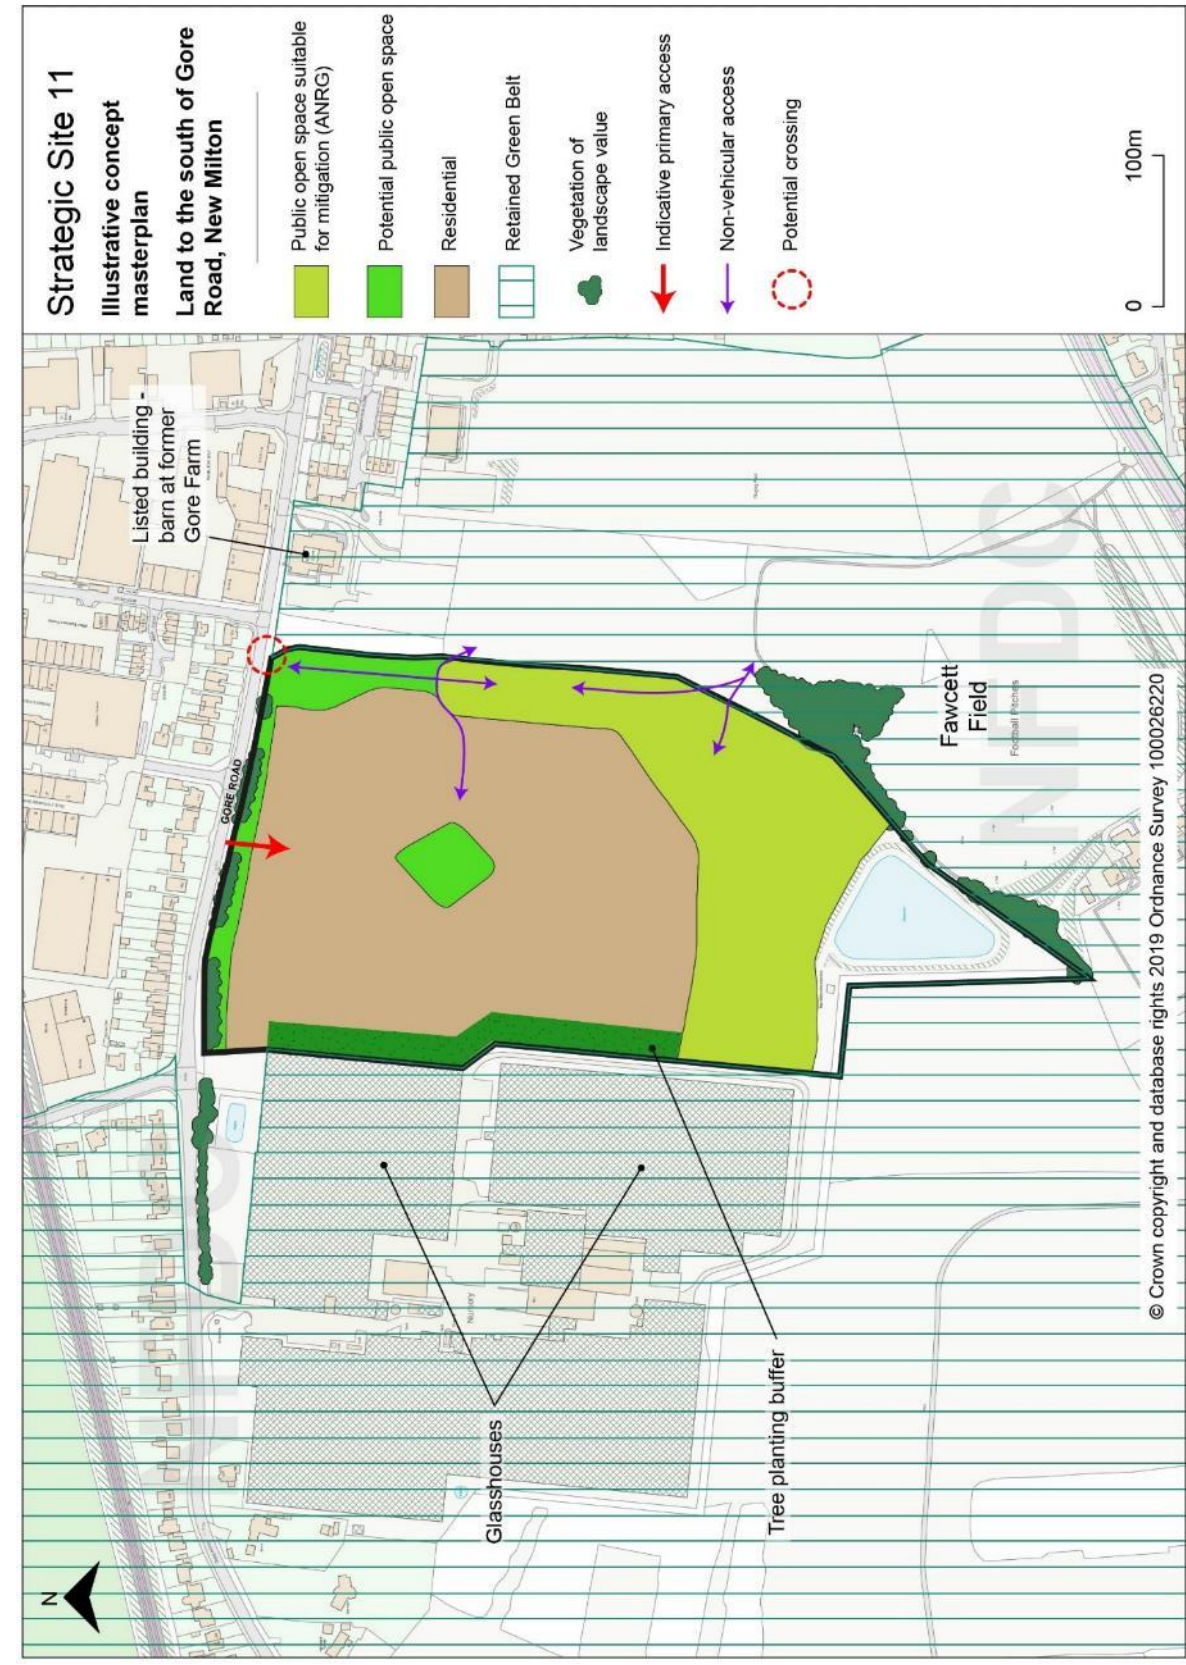 Strategic Site 11
Illustrative concept
masterplan
Land to the south of Gore
Road, New Milton
Public open space suitable
for mitigation (ANRG)
Potential public open space
Residential
Retained Green Belt
Vegetation of
landscape value
Indicative primary access
Non-vehicular access
Potential crossing
0
100m
N
Listed building -
barn at former
Gore Farm
GORE ROAD
Glasshouses
Nursery
Tree planting buffer
Fawcett
Field
Football Pitches
NFDC
© Crown copyright and database rights 2019 Ordnance Survey 100026220